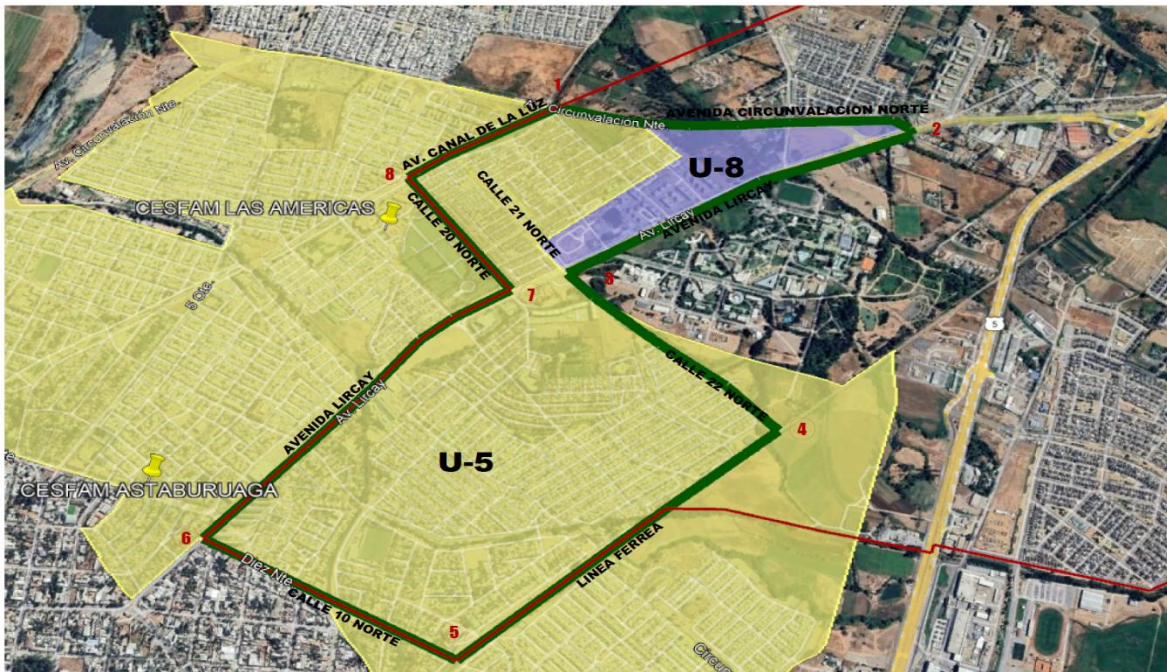 1
AVENIDA CIRCUNVALACION NORTE
Circunvalación Nte.
2
AV. CANAL DE LA LUZ
Av. Circunvalación Nte.
8
U-8
CALLE 21 NORTE
CESFAM LAS AMERICAS
CALLE 20 NORTE
Av. Lircay
AVENIDA LIRCAY
3
7
5 Ote.
5
CALLE 22 NORTE
AVENIDA LIRCAY
Av. Lircay
4
U-5
CESFAM ASTABURUAGA
6
LINEA FERREA
Diez Nte.
CALLE 10 NORTE
5